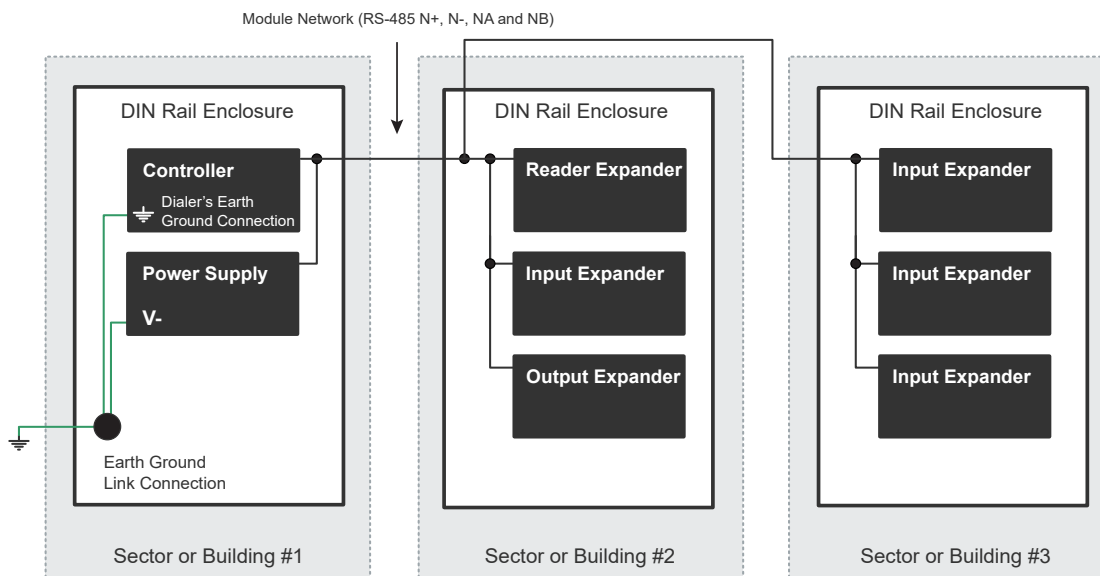 Module Network (RS-485 N+, N-, NA and NB)
DIN Rail Enclosure
Controller
Dialer's Earth
Ground Connection
Power Supply
V-
Earth Ground
Link Connection
Sector or Building #1
DIN Rail Enclosure
Reader Expander
Input Expander
Output Expander
Sector or Building #2
DIN Rail Enclosure
Input Expander
Input Expander
Input Expander
Sector or Building #3